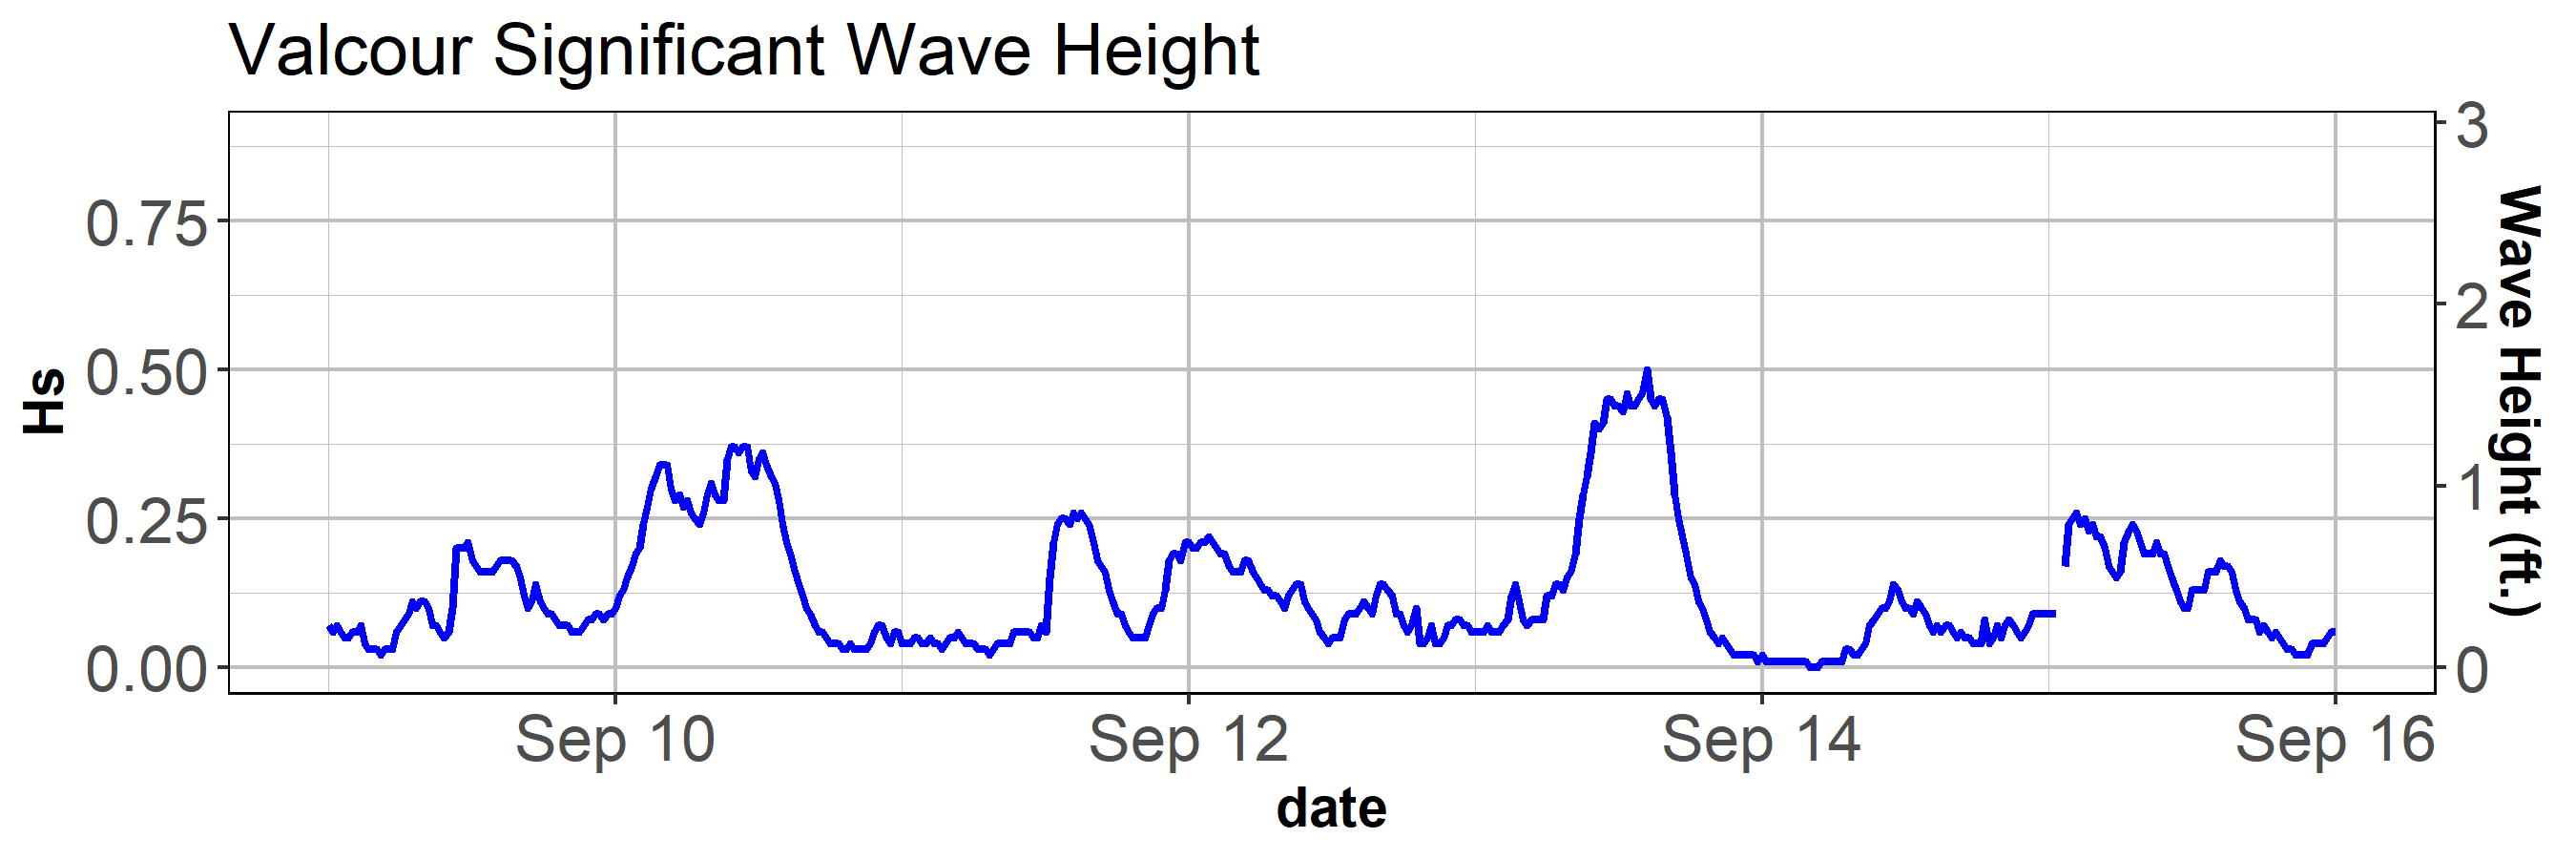 Valcour Significant Wave Height
Hs
0.75
0.50
0.25
0.00
3
2
1
0
Wave Height (ft.)
Sep 10
Sep 12
Sep 14
Sep 16
date